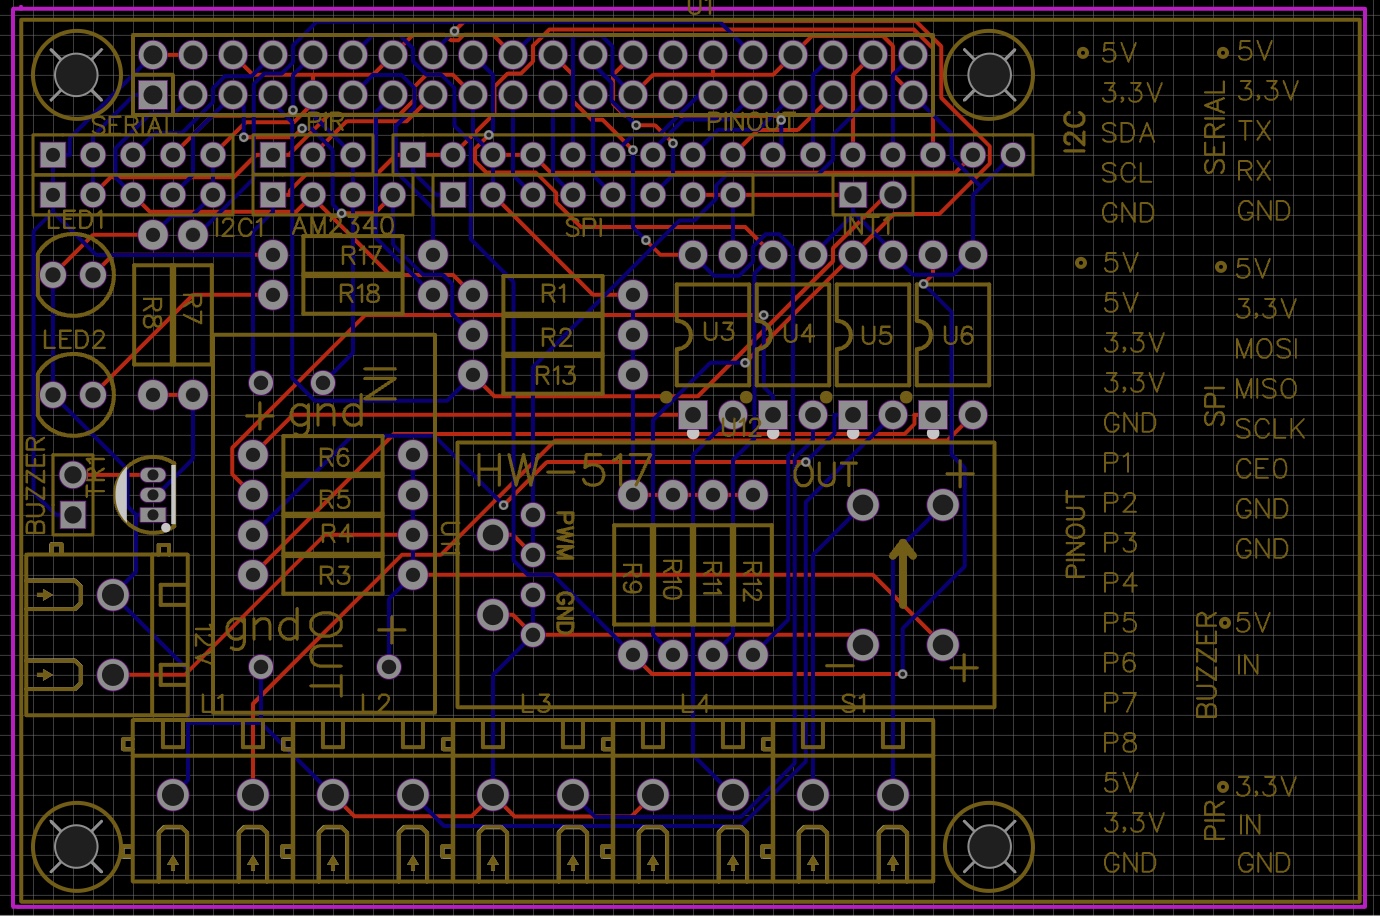 U1
SERIAL
PIR
PINOUT
I2C1
AM2340
SPI
INT1
LED1
R17
R18
R8
R7
R1
R2
R13
U3
U4
U5
U6
LED2
IN
+ gnd
U12
HW-517
OUT
+
BUZZER
TR1
R6
R5
R4
R3
U11
PWM
GND
R9
R10
R11
R12
gnd
OUT
+
−
+
12V
L1
L2
L3
L4
S1
I2C
5V
3,3V
SDA
SCL
GND
SERIAL
5V
3,3V
TX
RX
GND
PINOUT
5V
5V
3,3V
3,3V
GND
P1
P2
P3
P4
P5
P6
P7
P8
5V
3,3V
GND
SPI
5V
3,3V
MOSI
MISO
SCLK
CE0
GND
GND
BUZZER
5V
IN
PIR
3,3V
IN
GND